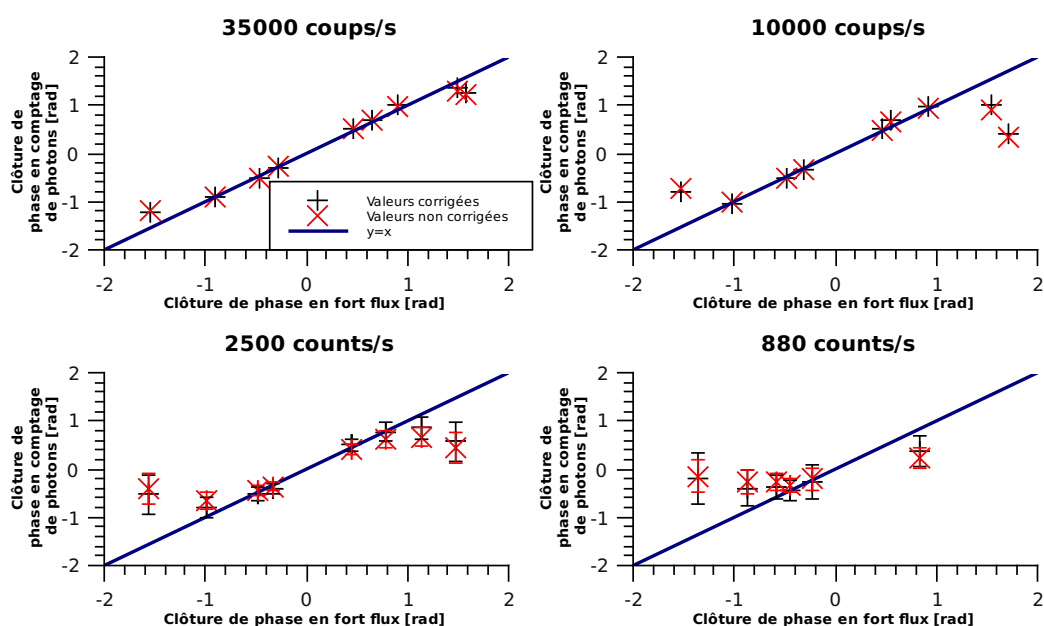 35000 coups/s
10000 coups/s
2
1
0
-1
-2
Clôture de
phase en comptage
de photons [rad]
-2 -1 0 1 2
Clôture de phase en fort flux [rad]
Valeurs corrigées
Valeurs non corrigées
y=x
2
1
0
-1
-2
Clôture de
phase en comptage
de photons [rad]
-2 -1 0 1 2
Clôture de phase en fort flux [rad]
2500 counts/s
880 counts/s
2
1
0
-1
-2
Clôture de
phase en comptage
de photons [rad]
-2 -1 0 1 2
Clôture de phase en fort flux [rad]
2
1
0
-1
-2
Clôture de
phase en comptage
de photons [rad]
-2 -1 0 1 2
Clôture de phase en fort flux [rad]